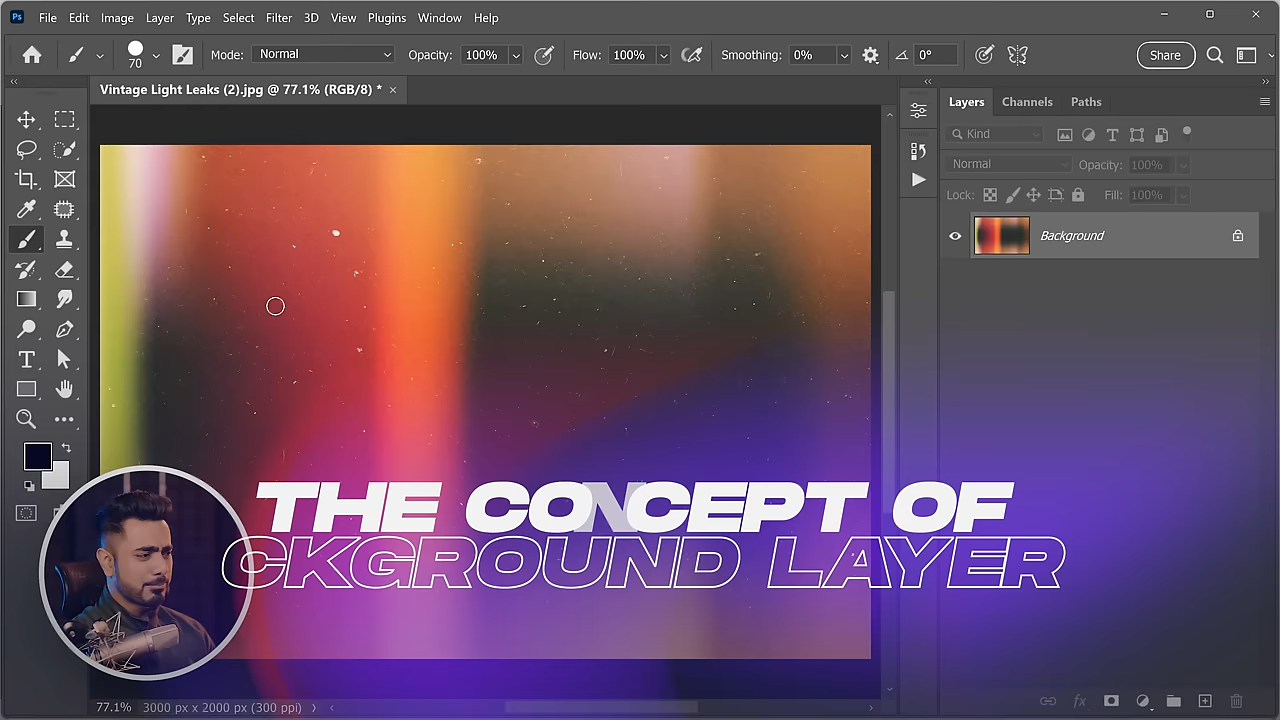 Ps File Edit Image Layer Type Select Filter 3D View Plugins Window Help
70 Mode: Normal Opacity: 100% Flow: 100% Smoothing: 0% 0° Share
Vintage Light Leaks (2).jpg @ 77.1% (RGB/8) *
Layers Channels Paths
Kind
Normal Opacity: 100%
Lock: Fill: 100%
Background
THE CONCEPT OF
CKGROUND LAYER
77.1% 3000 px x 2000 px (300 ppi)